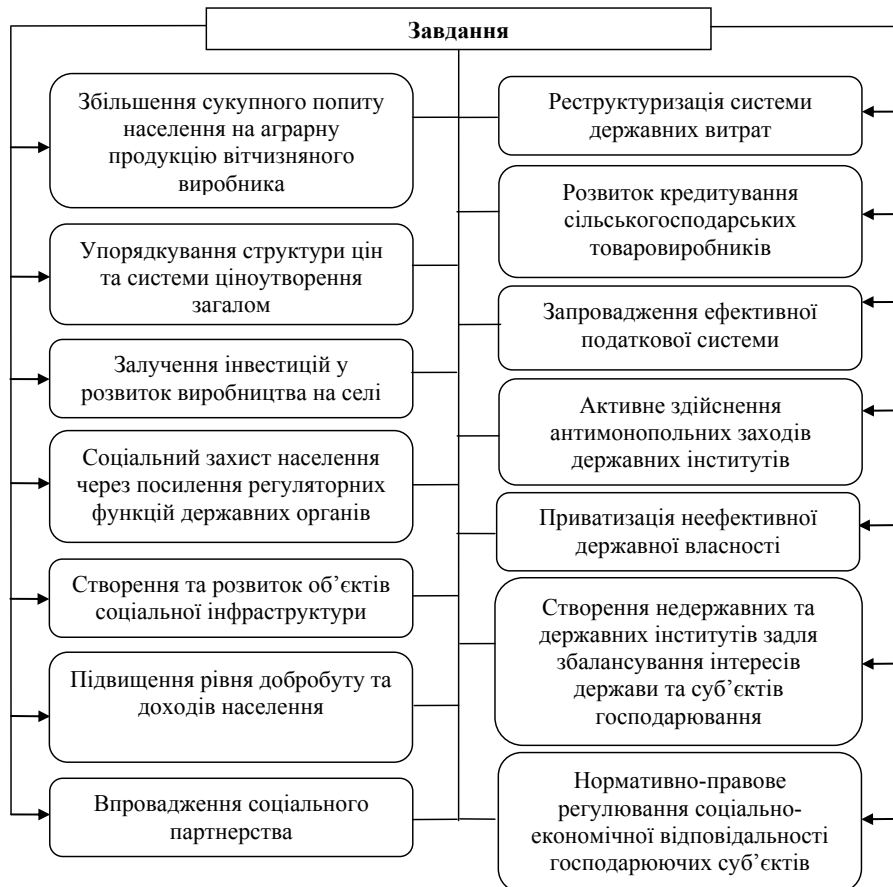 Завдання
Збільшення сукупного попиту
населення на аграрну
продукцію вітчизняного
виробника
Упорядкування структури цін
та системи ціноутворення
загалом
Залучення інвестицій у
розвиток виробництва на селі
Соціальний захист населення
через посилення регуляторних
функцій державних органів
Створення та розвиток об’єктів
соціальної інфраструктури
Підвищення рівня добробуту та
доходів населення
Впровадження соціального
партнерства
Реструктуризація системи
державних витрат
Розвиток кредитування
сільськогосподарських
товаровиробників
Запровадження ефективної
податкової системи
Активне здійснення
антимонопольних заходів
державних інститутів
Приватизація неефективної
державної власності
Створення недержавних та
державних інститутів задля
збалансування інтересів
держави та суб’єктів
господарювання
Нормативно-правове
регулювання соціально-
економічної відповідальності
господарюючих суб’єктів